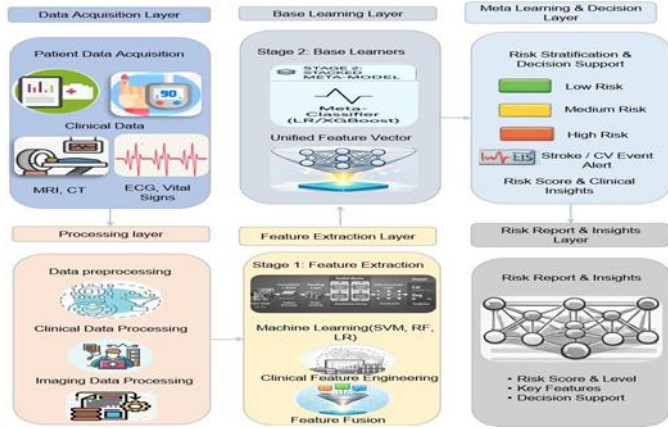 Data Acquisition Layer
Patient Data Acquisition
90
Clinical Data
MRI, CT
ECG, Vital
Signs
Processing layer
Data preprocessing
Clinical Data Processing
Imaging Data Processing
Base Learning Layer
Stage 2: Base Learners
STAGE 2:
STACKED
META-MODEL
Meta-
Classifier
(LR/XGBoost)
Unified Feature Vector
Feature Extraction Layer
Stage 1: Feature Extraction
Machine Learning(SVM, RF,
LR)
Clinical Feature Engineering
Feature Fusion
Meta Learning & Decision
Layer
Risk Stratification &
Decision Support
Low Risk
Medium Risk
High Risk
Stroke / CV Event
Alert
Risk Score & Clinical
Insights
Risk Report & Insights
Layer
Risk Report & Insights
• Risk Score & Level
• Key Features
• Decision Support